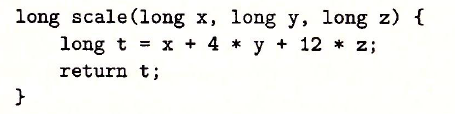 long scale(long x, long y, long z) {
    long t = x + 4 * y + 12 * z;
    return t;
}